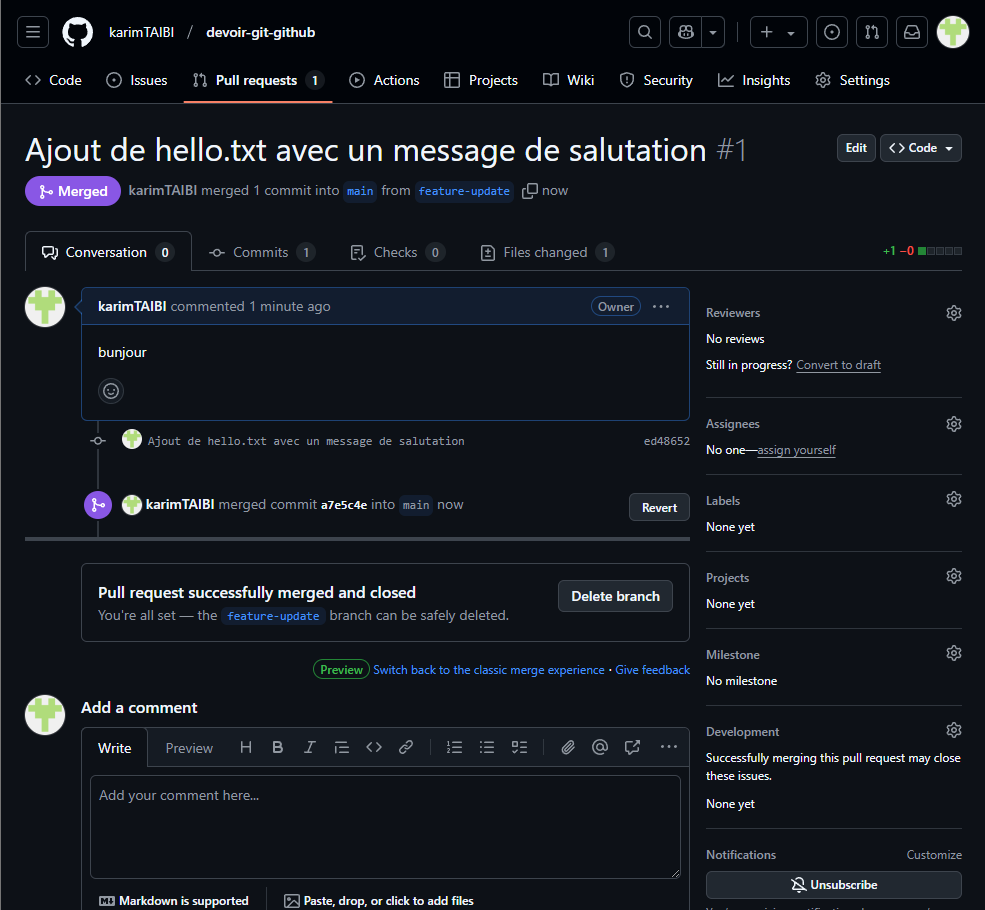 karimTAIBI / devoir-git-github
Code Issues Pull requests 1 Actions Projects Wiki Security Insights Settings
Ajout de hello.txt avec un message de salutation #1
Edit Code
Merged karimTAIBI merged 1 commit into main from feature-update now
Conversation 0 Commits 1 Checks 0 Files changed 1 +1 −0
karimTAIBI commented 1 minute ago Owner
bunjour
Ajout de hello.txt avec un message de salutation ed48652
karimTAIBI merged commit a7e5c4e into main now Revert
Pull request successfully merged and closed
You're all set — the feature-update branch can be safely deleted.
Delete branch
Preview Switch back to the classic merge experience · Give feedback
Add a comment
Write Preview
Add your comment here...
Markdown is supported Paste, drop, or click to add files
Reviewers
No reviews
Still in progress? Convert to draft
Assignees
No one—assign yourself
Labels
None yet
Projects
None yet
Milestone
No milestone
Development
Successfully merging this pull request may close
these issues.
None yet
Notifications Customize
Unsubscribe